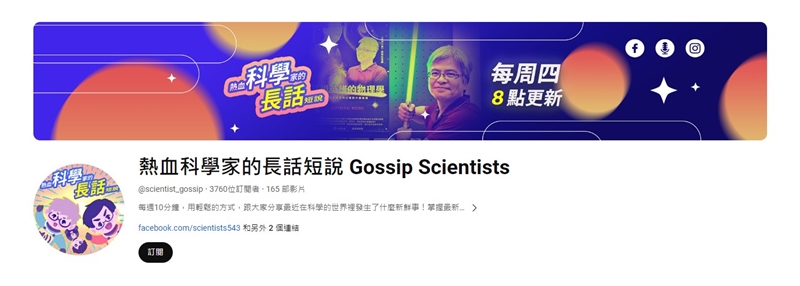 熱血科學家的
長話短說
的物理學
每周四
8點更新
熱血科學家的
長話短說
熱血科學家的長話短說 Gossip Scientists
@scientist_gossip · 3760位訂閱者 · 165 部影片
每週10分鐘，用輕鬆的方式，跟大家分享最近在科學的世界裡發生了什麼新鮮事！掌握最新...
facebook.com/scientists543 和另外 2 個連結
訂閱